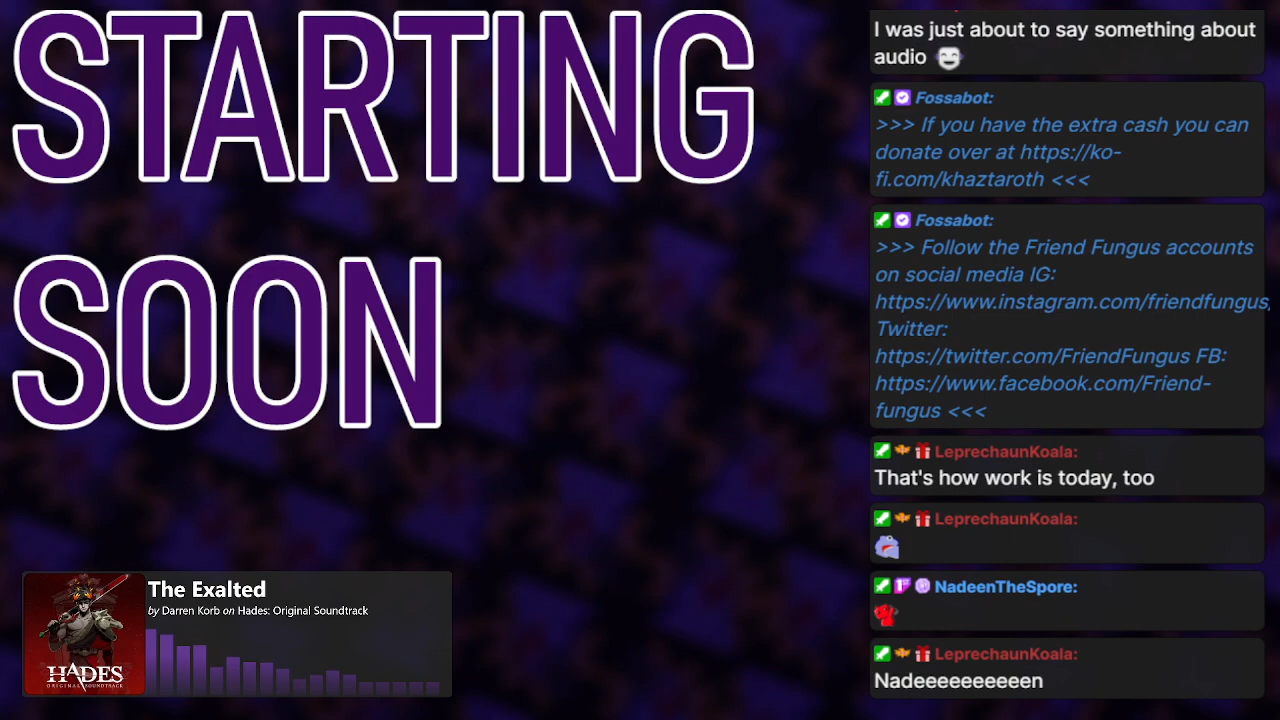 STARTING
SOON
The Exalted
by Darren Korb on Hades: Original Soundtrack
HADES
ORIGINAL SOUNDTRACK
I was just about to say something about
audio
Fossabot:
>>> If you have the extra cash you can
donate over at https://ko-
fi.com/khaztaroth <<<
Fossabot:
>>> Follow the Friend Fungus accounts
on social media IG:
https://www.instagram.com/friendfungus
Twitter:
https://twitter.com/FriendFungus FB:
https://www.facebook.com/Friend-
fungus <<<
LeprechaunKoala:
That's how work is today, too
LeprechaunKoala:
NadeenTheSpore:
LeprechaunKoala:
Nadeeeeeeeeeen